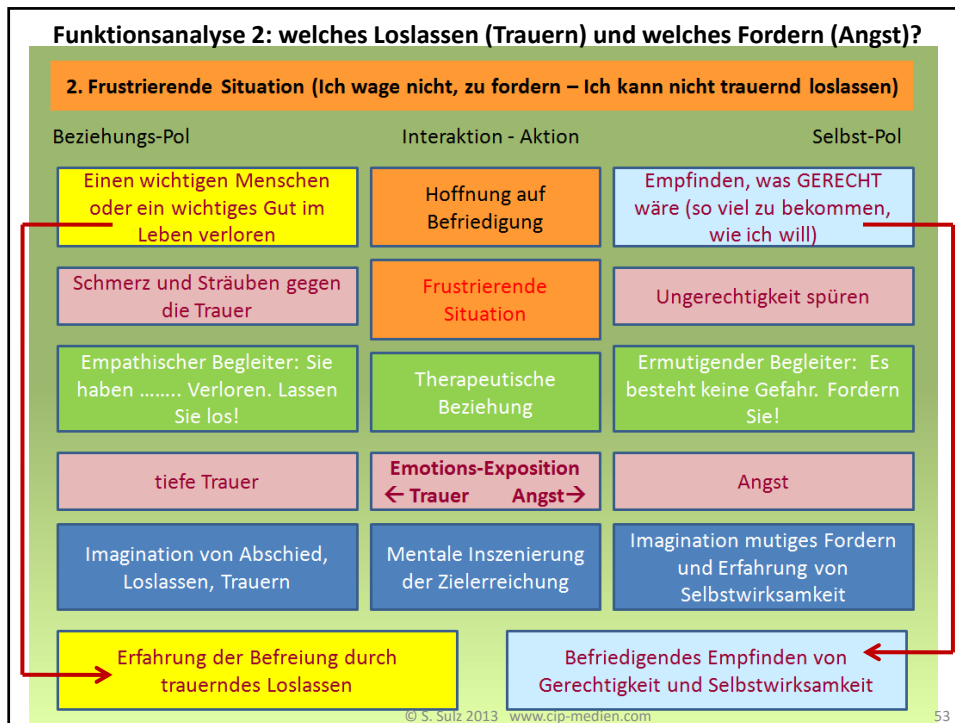 Funktionsanalyse 2: welches Loslassen (Trauern) und welches Fordern (Angst)?
2. Frustrierende Situation (Ich wage nicht, zu fordern – Ich kann nicht trauernd loslassen)
Beziehungs-Pol
Interaktion - Aktion
Selbst-Pol
Einen wichtigen Menschen
oder ein wichtiges Gut im
Leben verloren
Hoffnung auf
Befriedigung
Empfinden, was GERECHT
wäre (so viel zu bekommen,
wie ich will)
Schmerz und Sträuben gegen
die Trauer
Frustrierende
Situation
Ungerechtigkeit spüren
Empathischer Begleiter: Sie
haben …….. Verloren. Lassen
Sie los!
Therapeutische
Beziehung
Ermutigender Begleiter: Es
besteht keine Gefahr. Fordern
Sie!
tiefe Trauer
Emotions-Exposition
← Trauer Angst→
Angst
Imagination von Abschied,
Loslassen, Trauern
Mentale Inszenierung
der Zielerreichung
Imagination mutiges Fordern
und Erfahrung von
Selbstwirksamkeit
Erfahrung der Befreiung durch
trauerndes Loslassen
Befriedigendes Empfinden von
Gerechtigkeit und Selbstwirksamkeit
© S. Sulz 2013 www.cip-medien.com
53